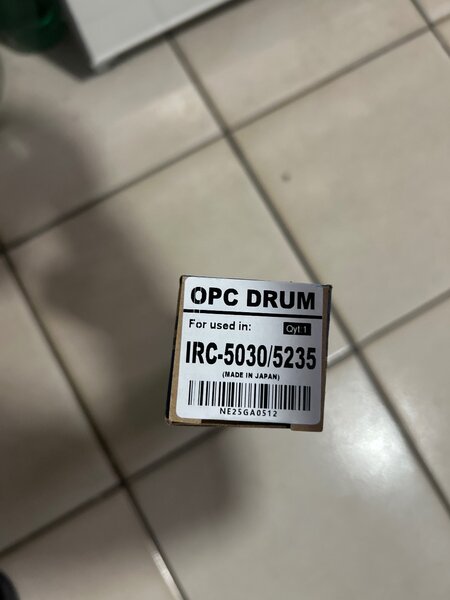 OPC DRUM
For used in: Qyt 1
IRC-5030/5235
(MADE IN JAPAN)
NE25GA0512